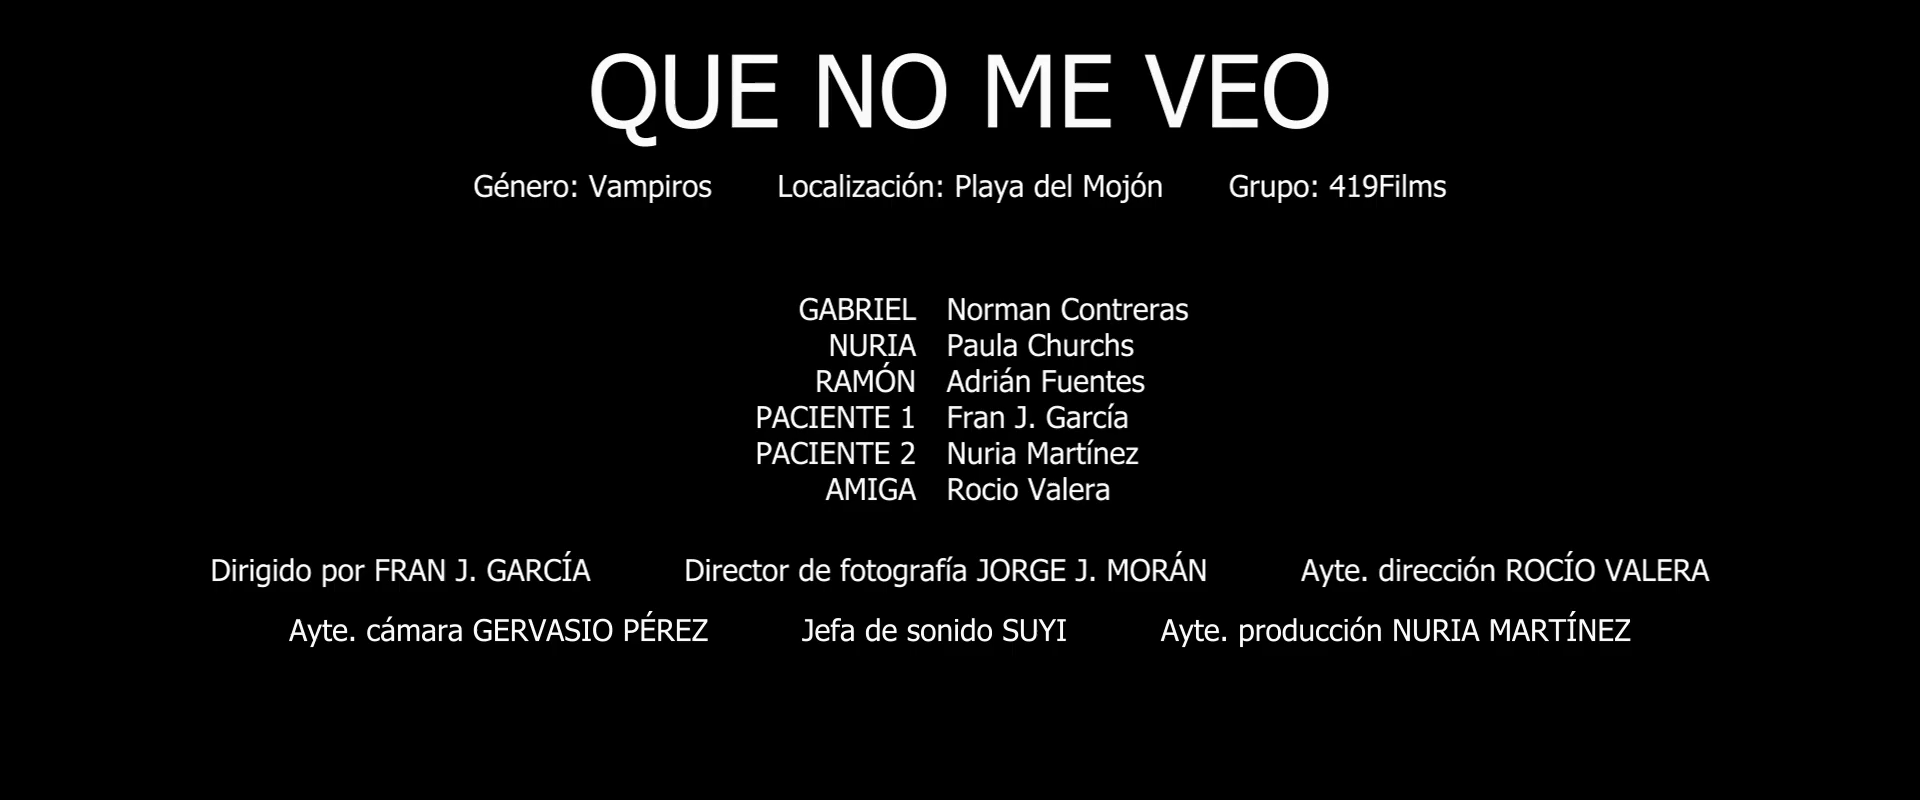 QUE NO ME VEO
Género: Vampiros Localización: Playa del Mojón Grupo: 419Films
GABRIEL Norman Contreras
NURIA Paula Churchs
RAMÓN Adrián Fuentes
PACIENTE 1 Fran J. García
PACIENTE 2 Nuria Martínez
AMIGA Rocio Valera
Dirigido por FRAN J. GARCÍA Director de fotografía JORGE J. MORÁN Ayte. dirección ROCÍO VALERA
Ayte. cámara GERVASIO PÉREZ Jefa de sonido SUYI Ayte. producción NURIA MARTÍNEZ